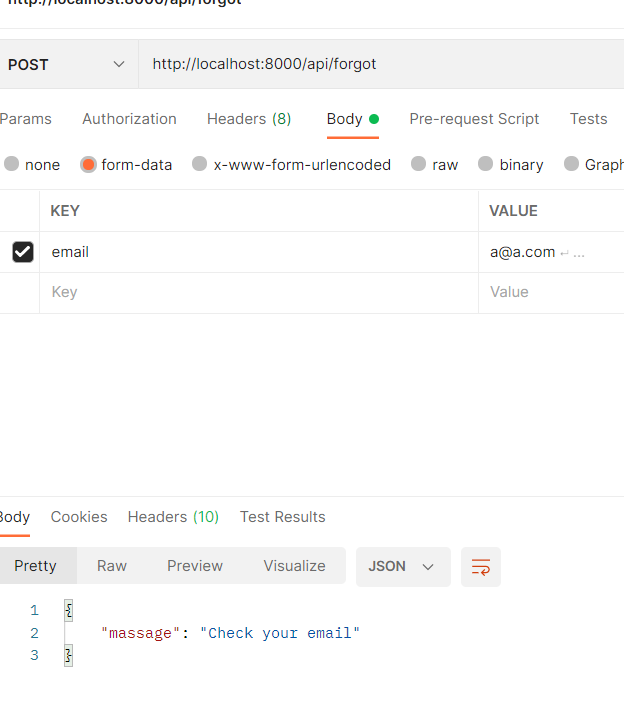 http://localhost:8000/api/forgot
POST http://localhost:8000/api/forgot
Params Authorization Headers (8) Body Pre-request Script Tests
none form-data x-www-form-urlencoded raw binary Graph
KEY VALUE
email a@a.com ↵ ...
Key Value
Body Cookies Headers (10) Test Results
Pretty Raw Preview Visualize JSON
1 {
2 "massage": "Check your email"
3 }